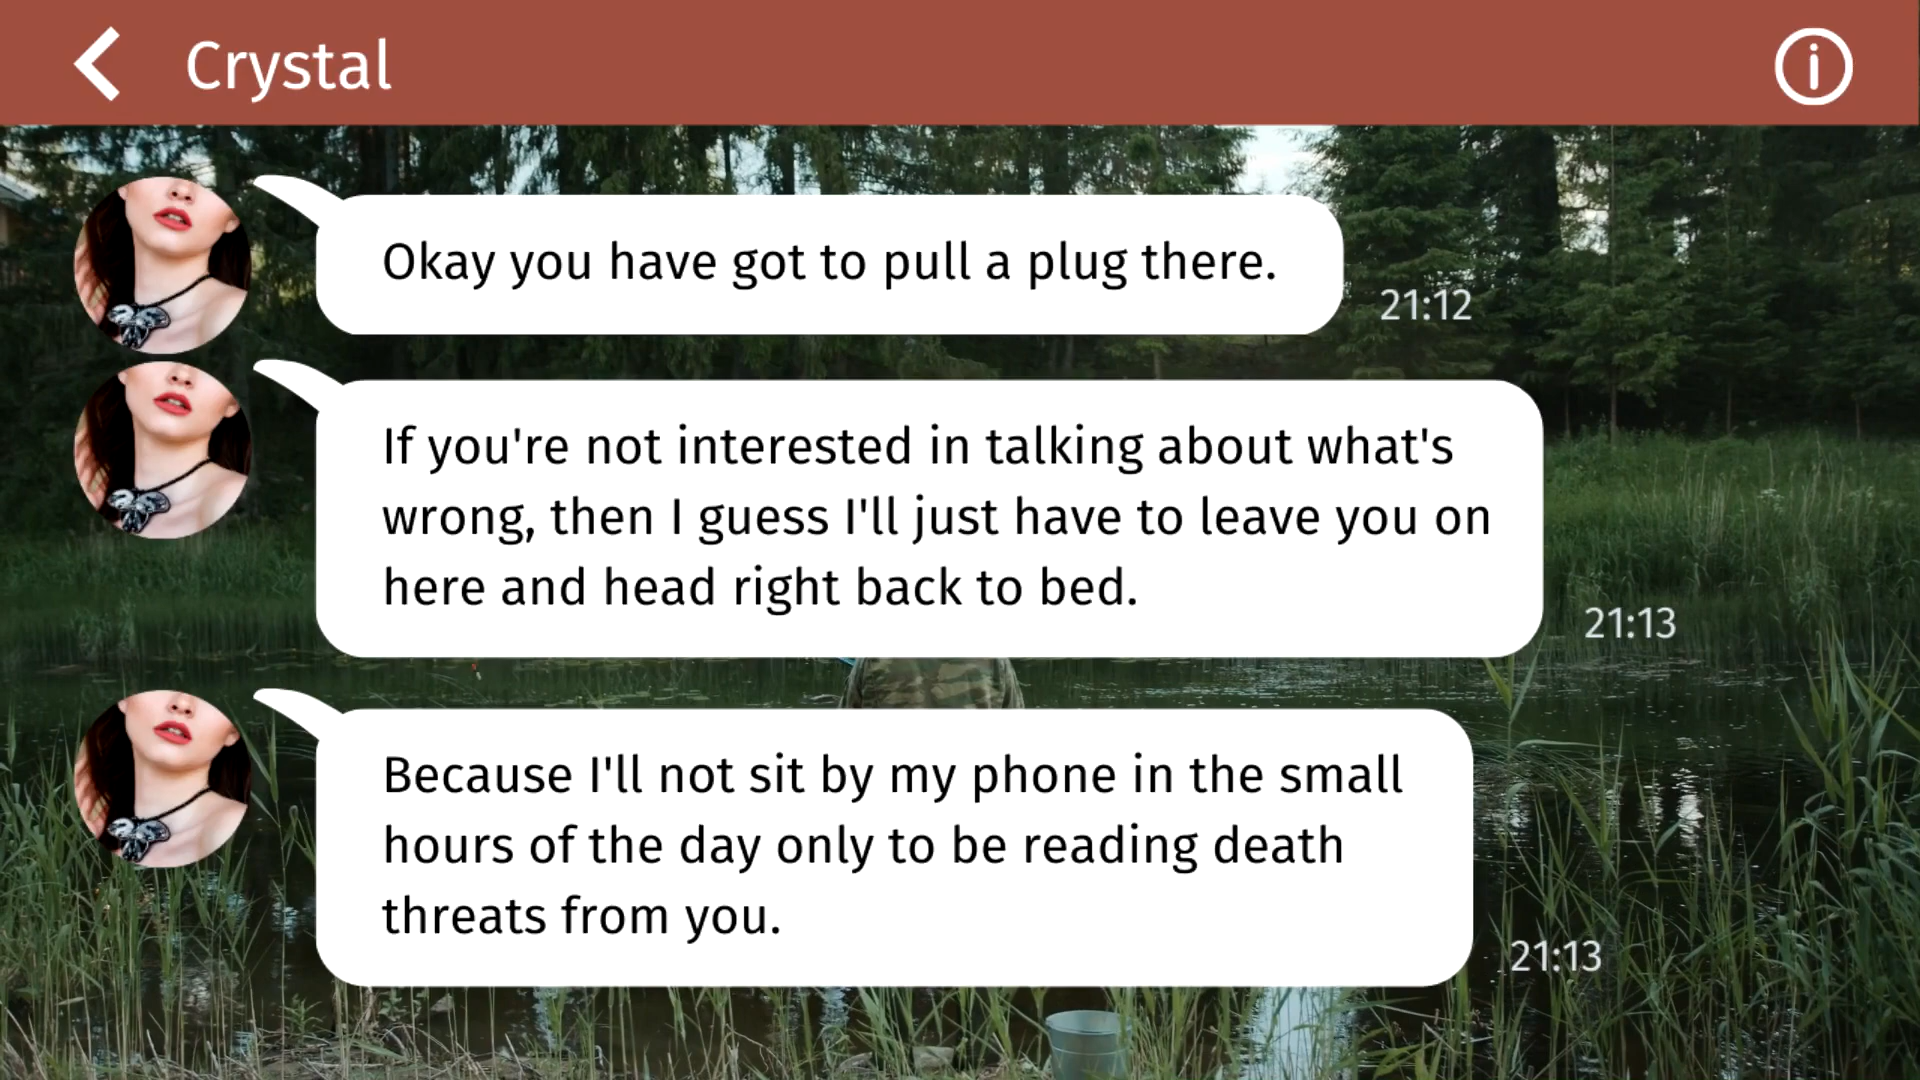 Crystal
Okay you have got to pull a plug there.
21:12
If you're not interested in talking about what's
wrong, then I guess I'll just have to leave you on
here and head right back to bed.
21:13
Because I'll not sit by my phone in the small
hours of the day only to be reading death
threats from you.
21:13